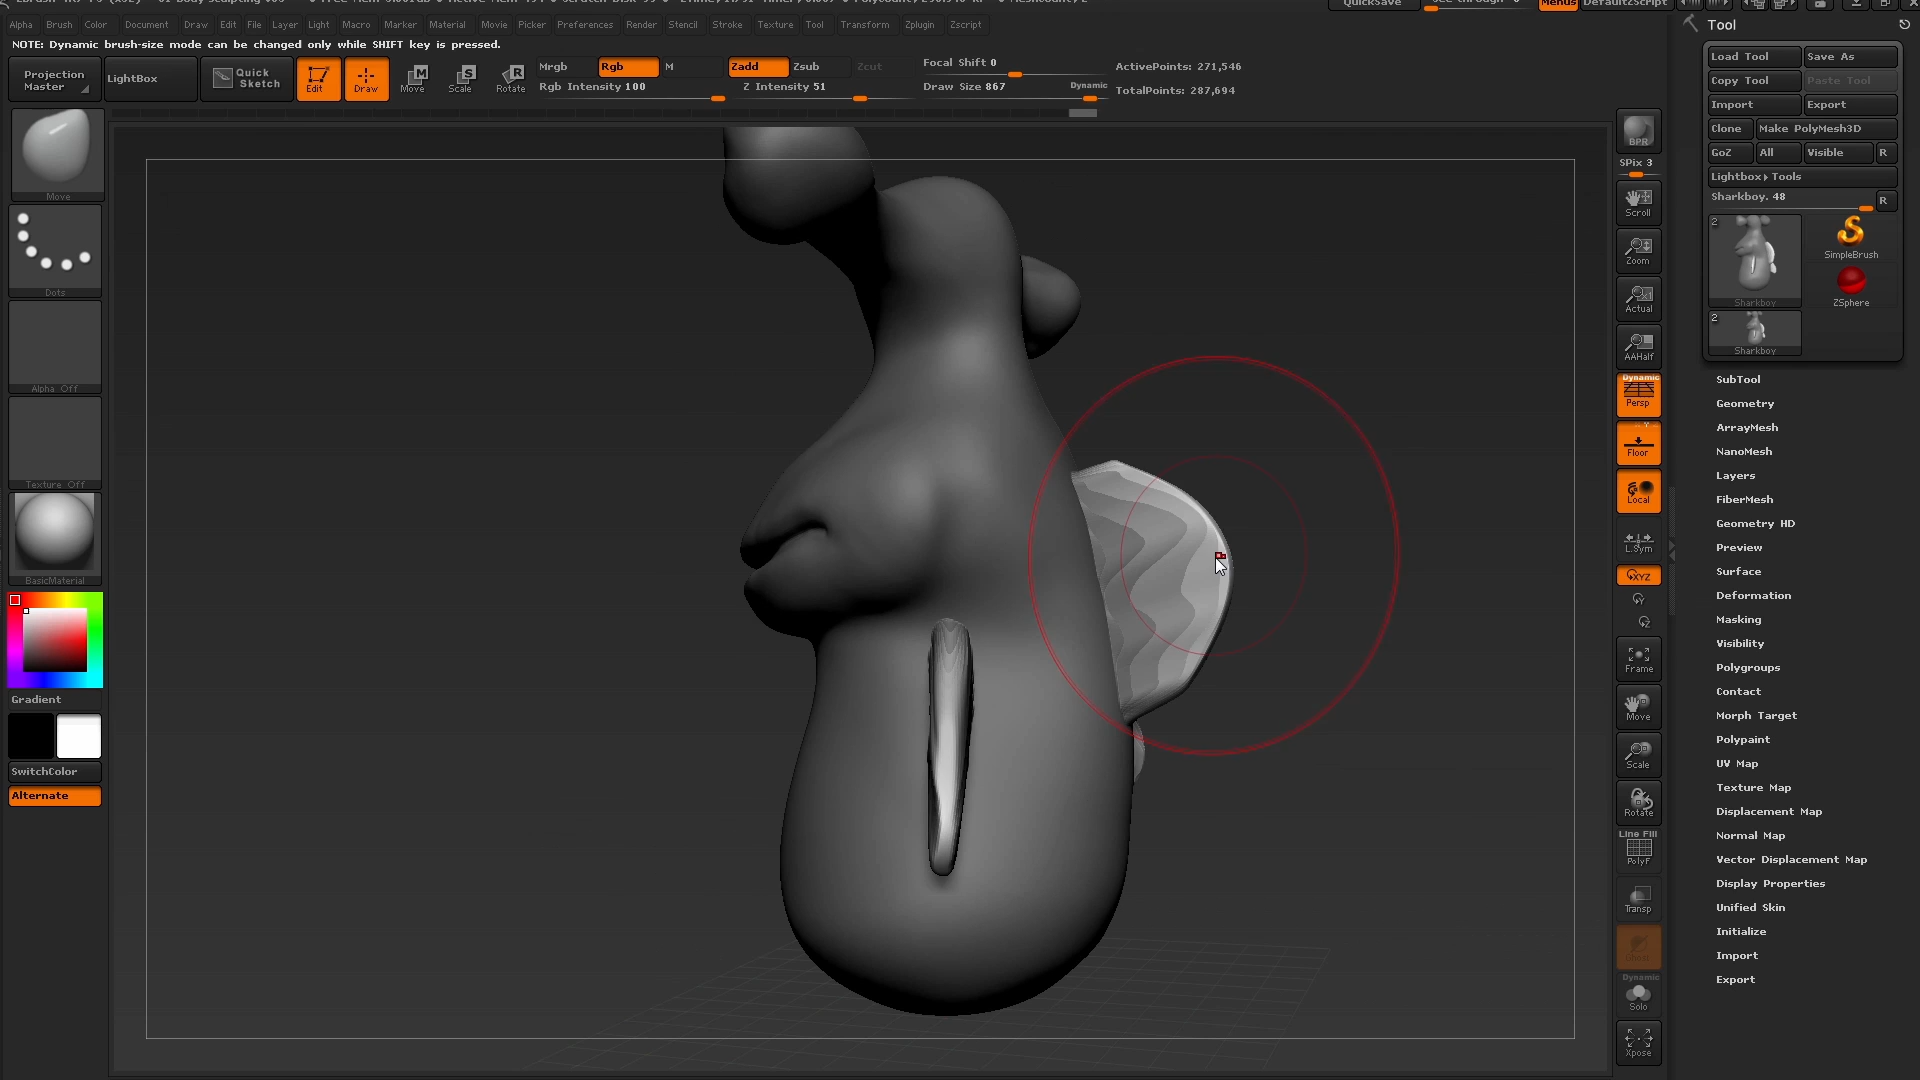 QuickSave
Menus DefaultZScript
Alpha Brush Color Document Draw Edit File Layer Light Macro Marker Material Movie Picker Preferences Render Stencil Stroke Texture Tool Transform Zplugin Zscript
Tool
NOTE: Dynamic brush-size mode can be changed only while SHIFT key is pressed.
Projection Master
LightBox
Quick Sketch
Edit
Draw
Move
Scale
Rotate
Mrgb Rgb M
Rgb Intensity 100
Zadd Zsub Zcut
Z Intensity 51
Focal Shift 0
Draw Size 867
Dynamic
ActivePoints: 271,546
TotalPoints: 287,694
Load Tool Save As
Copy Tool Paste Tool
Import Export
Clone Make PolyMesh3D
GoZ All Visible R
Lightbox▸Tools
Sharkboy. 48 R
2
Sharkboy
SimpleBrush
ZSphere
2
Sharkboy
Move
Dots
Alpha Off
Texture Off
BasicMaterial
Gradient
SwitchColor
Alternate
BPR
SPix 3
Scroll
Zoom
Actual
AAHalf
Dynamic
Persp
Floor
Local
L.Sym
XYZ
Y
Z
Frame
Move
Scale
Rotate
Line Fill
PolyF
Transp
Dynamic
Solo
Xpose
SubTool
Geometry
ArrayMesh
NanoMesh
Layers
FiberMesh
Geometry HD
Preview
Surface
Deformation
Masking
Visibility
Polygroups
Contact
Morph Target
Polypaint
UV Map
Texture Map
Displacement Map
Normal Map
Vector Displacement Map
Display Properties
Unified Skin
Initialize
Import
Export